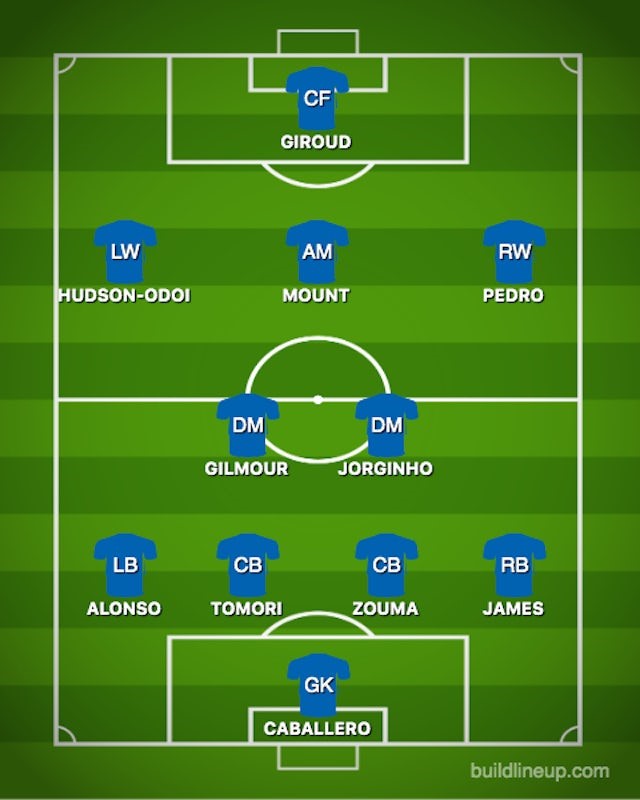 CF
GIROUD
LW AM RW
HUDSON-ODOI MOUNT PEDRO
DM DM
GILMOUR JORGINHO
LB CB CB RB
ALONSO TOMORI ZOUMA JAMES
GK
CABALLERO
buildlineup.com